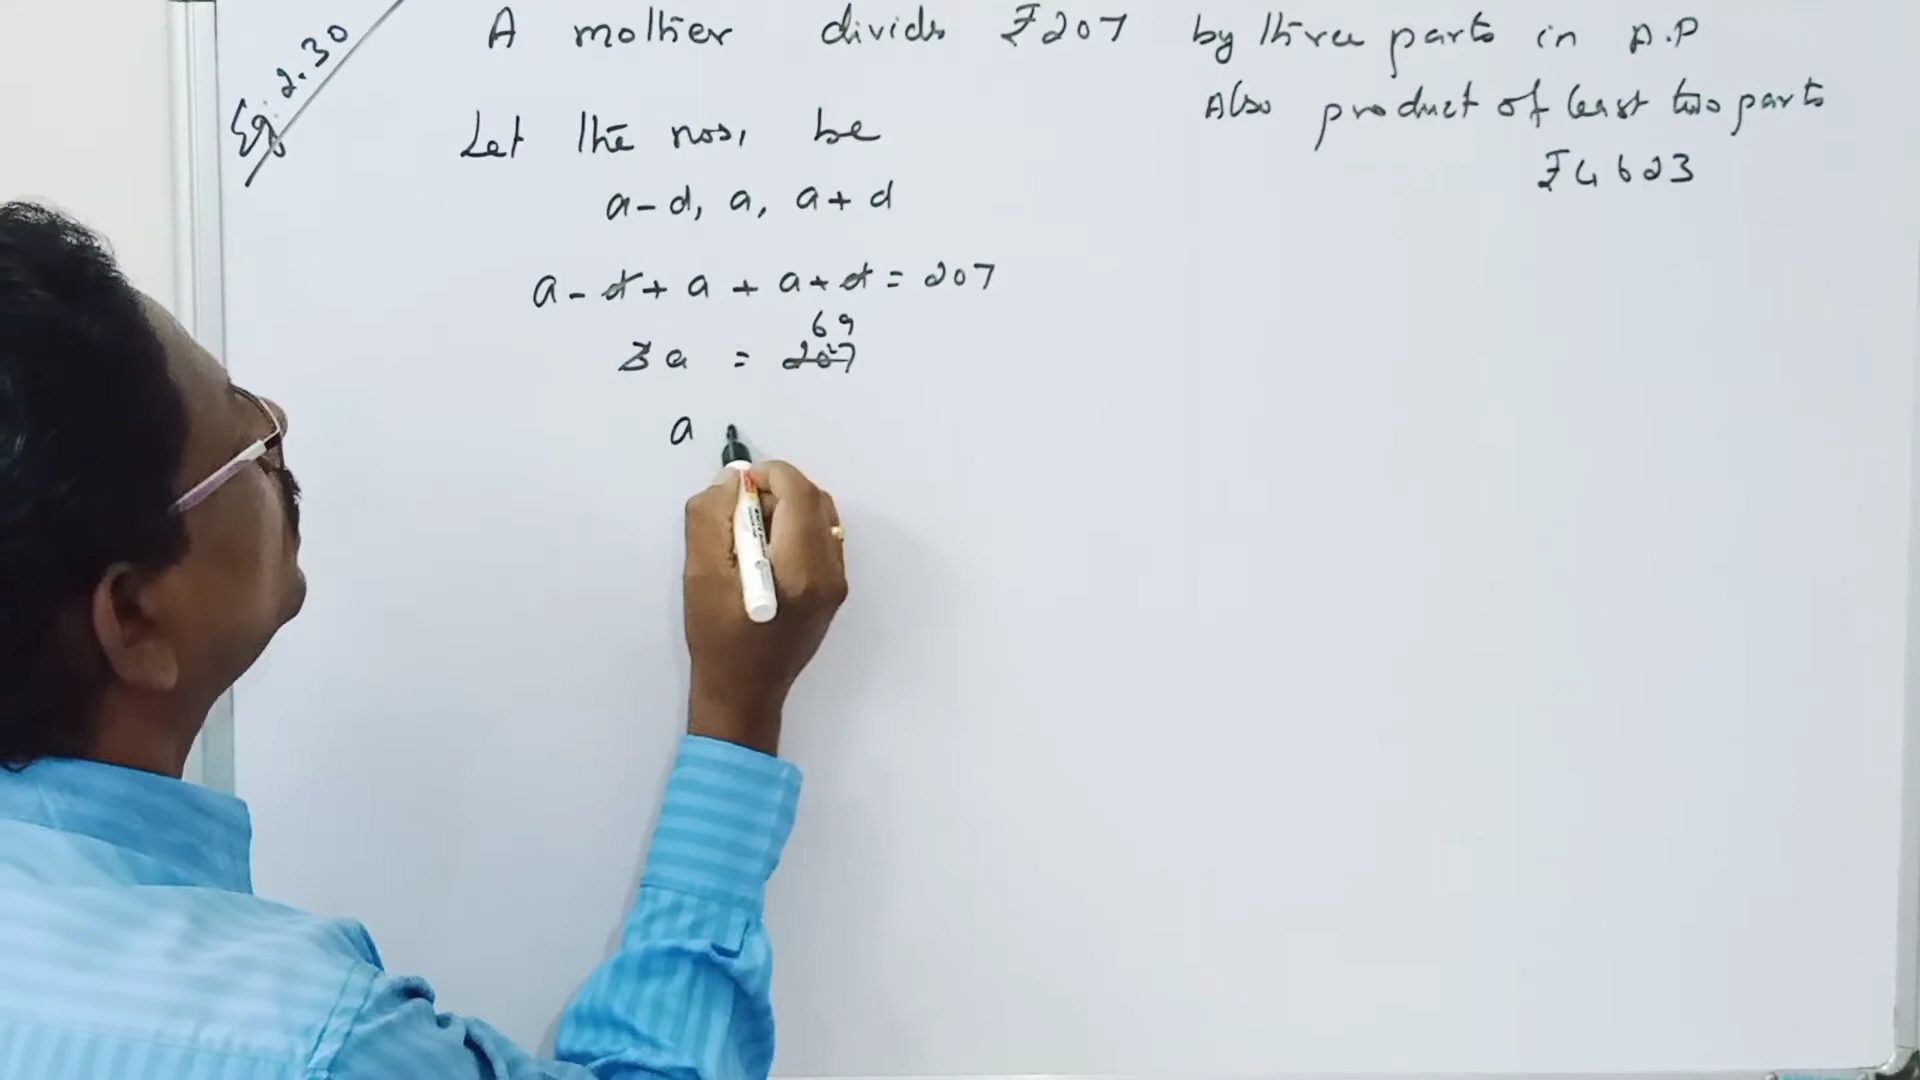 Eg. 2.30
A mother divides ₹207 by three parts in A.P
Also product of least two parts
₹4623
Let the nos, be
a-d, a, a+d
a-d+a+a+d=207
69
3a = 207
a